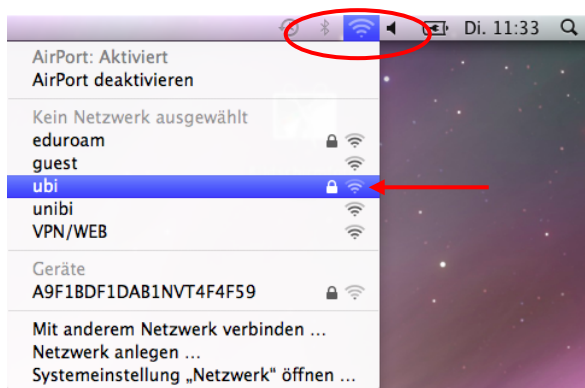 Di. 11:33
AirPort: Aktiviert
AirPort deaktivieren
Kein Netzwerk ausgewählt
eduroam
guest
ubi
unibi
VPN/WEB
Geräte
A9F1BDF1DAB1NVT4F4F59
Mit anderem Netzwerk verbinden ...
Netzwerk anlegen ...
Systemeinstellung „Netzwerk“ öffnen ...